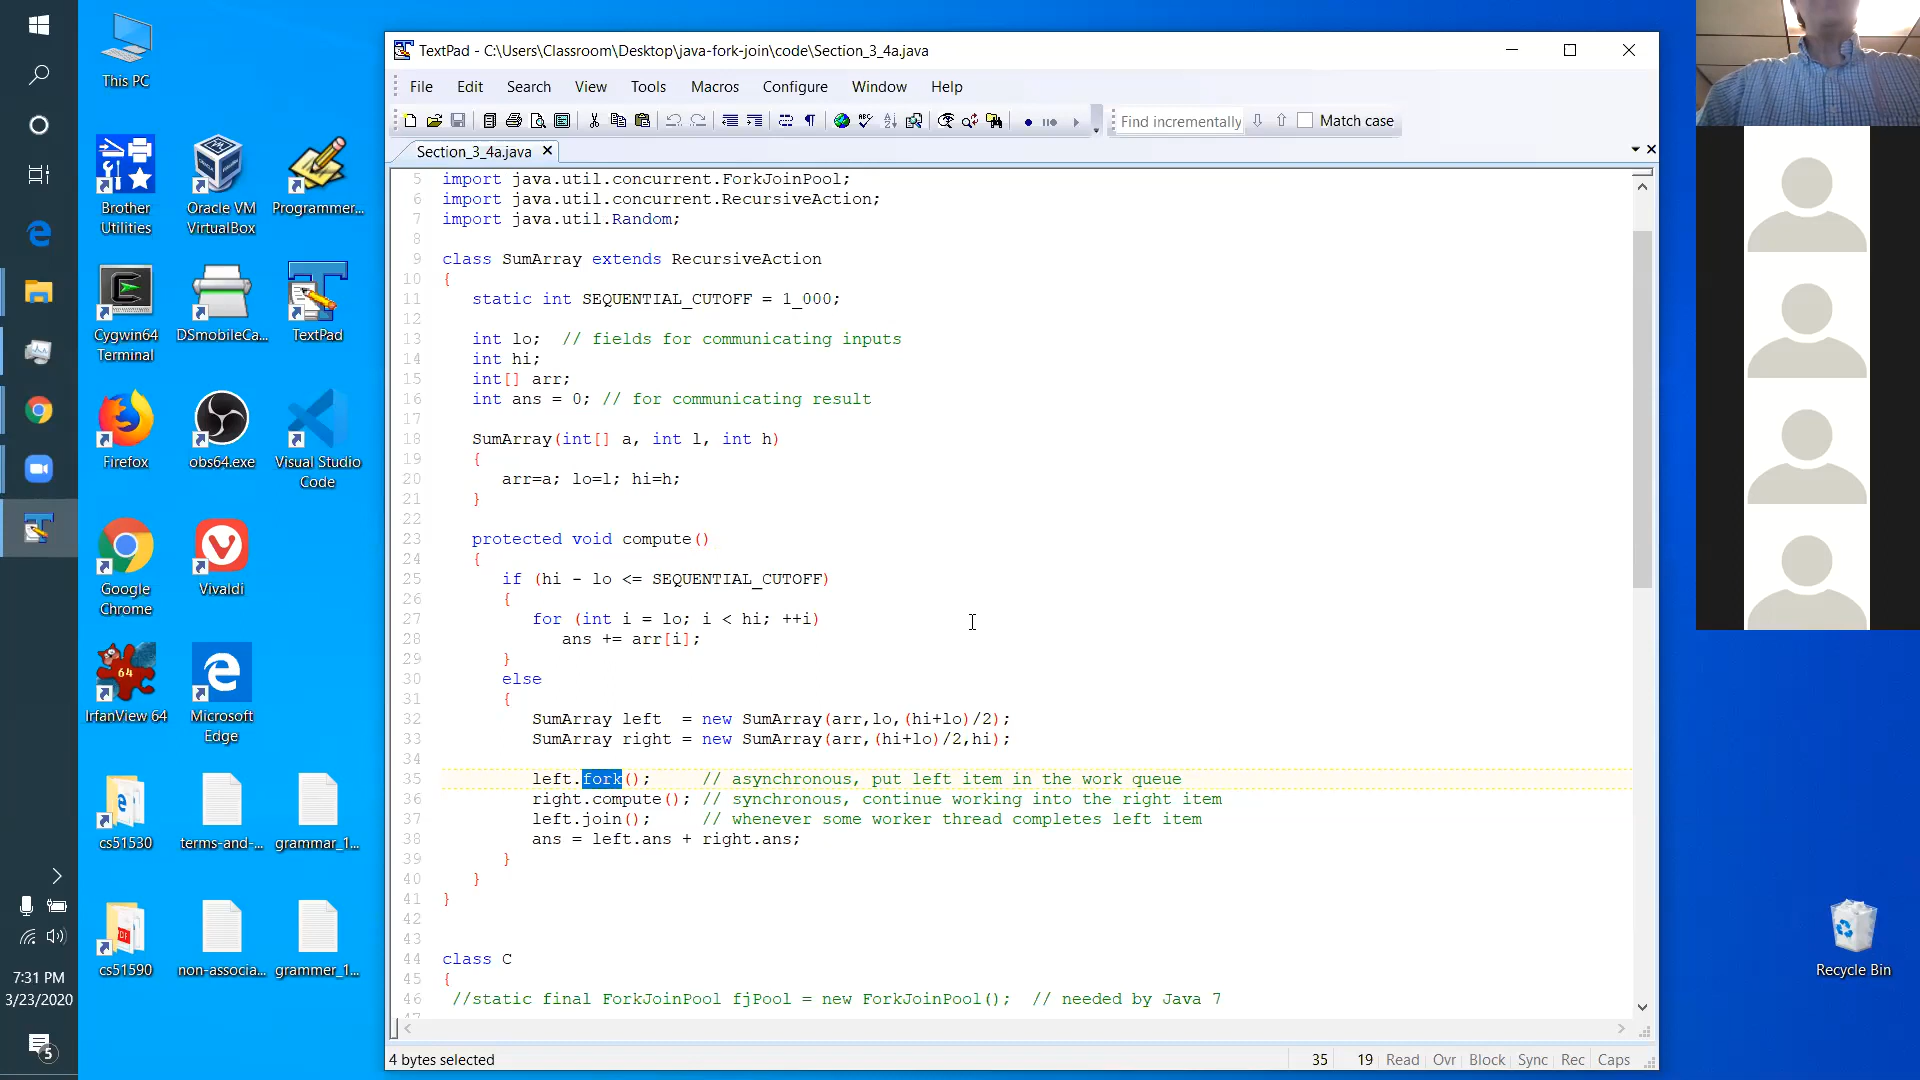 This PC
Brother
Utilities
Oracle VM
VirtualBox
Programmer...
Cygwin64
Terminal
DSmobileCa...
TextPad
Firefox
obs64.exe
Visual Studio
Code
Google
Chrome
Vivaldi
IrfanView 64
Microsoft
Edge
cs51530
terms-and-...
grammar_1...
cs51590
non-associa...
grammer_1...
7:31 PM
3/23/2020
5
TextPad - C:\Users\Classroom\Desktop\java-fork-join\code\Section_3_4a.java
File Edit Search View Tools Macros Configure Window Help
Find incrementally Match case
Section_3_4a.java
5 import java.util.concurrent.ForkJoinPool;
6 import java.util.concurrent.RecursiveAction;
7 import java.util.Random;
8
9 class SumArray extends RecursiveAction
10 {
11 static int SEQUENTIAL_CUTOFF = 1_000;
12
13 int lo; // fields for communicating inputs
14 int hi;
15 int[] arr;
16 int ans = 0; // for communicating result
17
18 SumArray(int[] a, int l, int h)
19 {
20 arr=a; lo=l; hi=h;
21 }
22
23 protected void compute()
24 {
25 if (hi - lo <= SEQUENTIAL_CUTOFF)
26 {
27 for (int i = lo; i < hi; ++i)
28 ans += arr[i];
29 }
30 else
31 {
32 SumArray left  = new SumArray(arr,lo,(hi+lo)/2);
33 SumArray right = new SumArray(arr,(hi+lo)/2,hi);
34
35 left.fork();     // asynchronous, put left item in the work queue
36 right.compute(); // synchronous, continue working into the right item
37 left.join();     // whenever some worker thread completes left item
38 ans = left.ans + right.ans;
39 }
40 }
41 }
42
43
44 class C
45 {
46 //static final ForkJoinPool fjPool = new ForkJoinPool();  // needed by Java 7
4 bytes selected
35 19 Read Ovr Block Sync Rec Caps
Recycle Bin